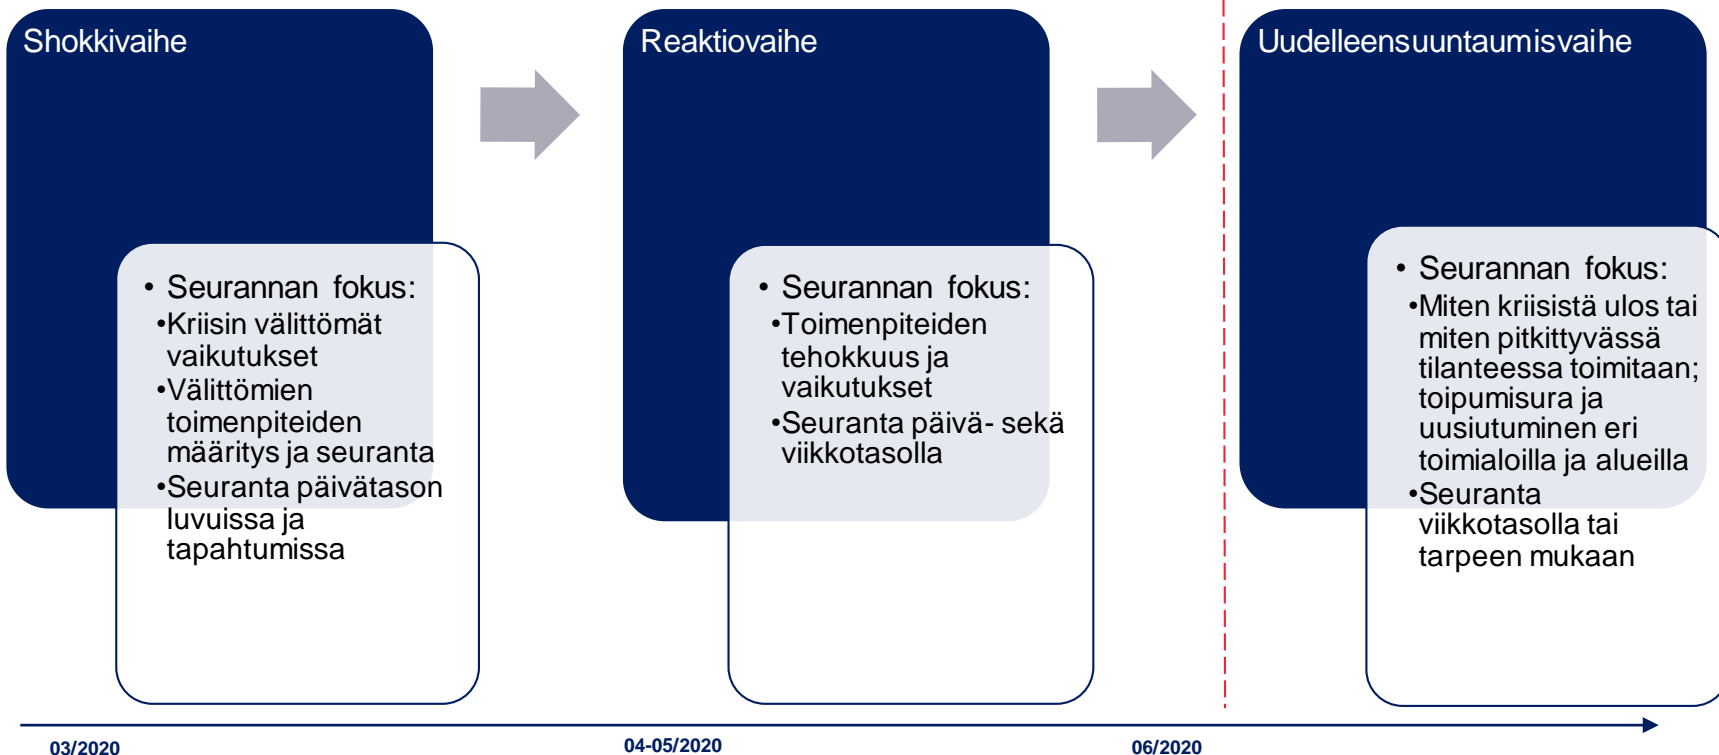 Shokkivaihe
• Seurannan fokus:
•Kriisin välittömät
vaikutukset
•Välittömien
toimenpiteiden
määritys ja seuranta
•Seuranta päivätason
luvuissa ja
tapahtumissa
Reaktiovaihe
• Seurannan fokus:
•Toimenpiteiden
tehokkuus ja
vaikutukset
•Seuranta päivä- sekä
viikkotasolla
Uudelleensuuntaumisvaihe
• Seurannan fokus:
•Miten kriisistä ulos tai
miten pitkittyvässä
tilanteessa toimitaan;
toipumisura ja
uusiutuminen eri
toimialoilla ja alueilla
•Seuranta
viikkotasolla tai
tarpeen mukaan
03/2020
04-05/2020
06/2020